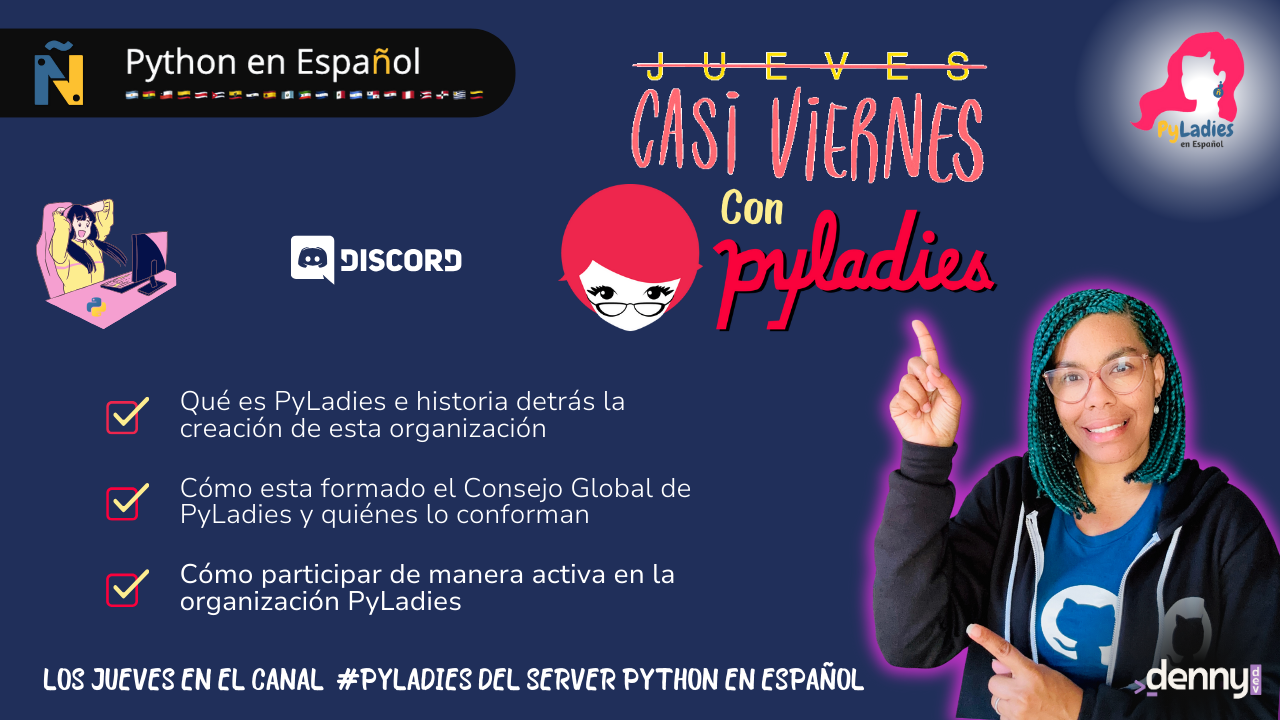 Ñ
Python en Español
JUEVES
CASI VIERNES
Con
pyladies
PyLadies
en Español
DISCORD
Qué es PyLadies e historia detrás la
creación de esta organización
Cómo esta formado el Consejo Global de
PyLadies y quiénes lo conforman
Cómo participar de manera activa en la
organización PyLadies
LOS JUEVES EN EL CANAL #PYLADIES DEL SERVER PYTHON EN ESPAÑOL
>_denny
dev